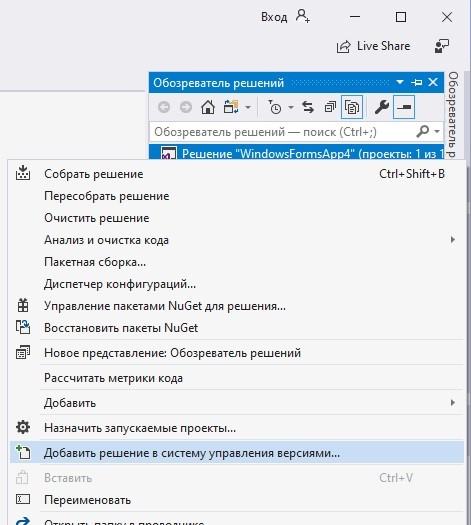 Вход
Live Share
Обозреватель решений
Обозреватель решений — поиск (Ctrl+;)
Решение "WindowsFormsApp4" (проекты: 1 из 1
Обозреватель р
Собрать решение Ctrl+Shift+B
Пересобрать решение
Очистить решение
Анализ и очистка кода
Пакетная сборка...
Диспетчер конфигураций...
Управление пакетами NuGet для решения...
Восстановить пакеты NuGet
Новое представление: Обозреватель решений
Рассчитать метрики кода
Добавить
Назначить запускаемые проекты...
Добавить решение в систему управления версиями...
Вставить Ctrl+V
Переименовать
Открыть папку в проводнике